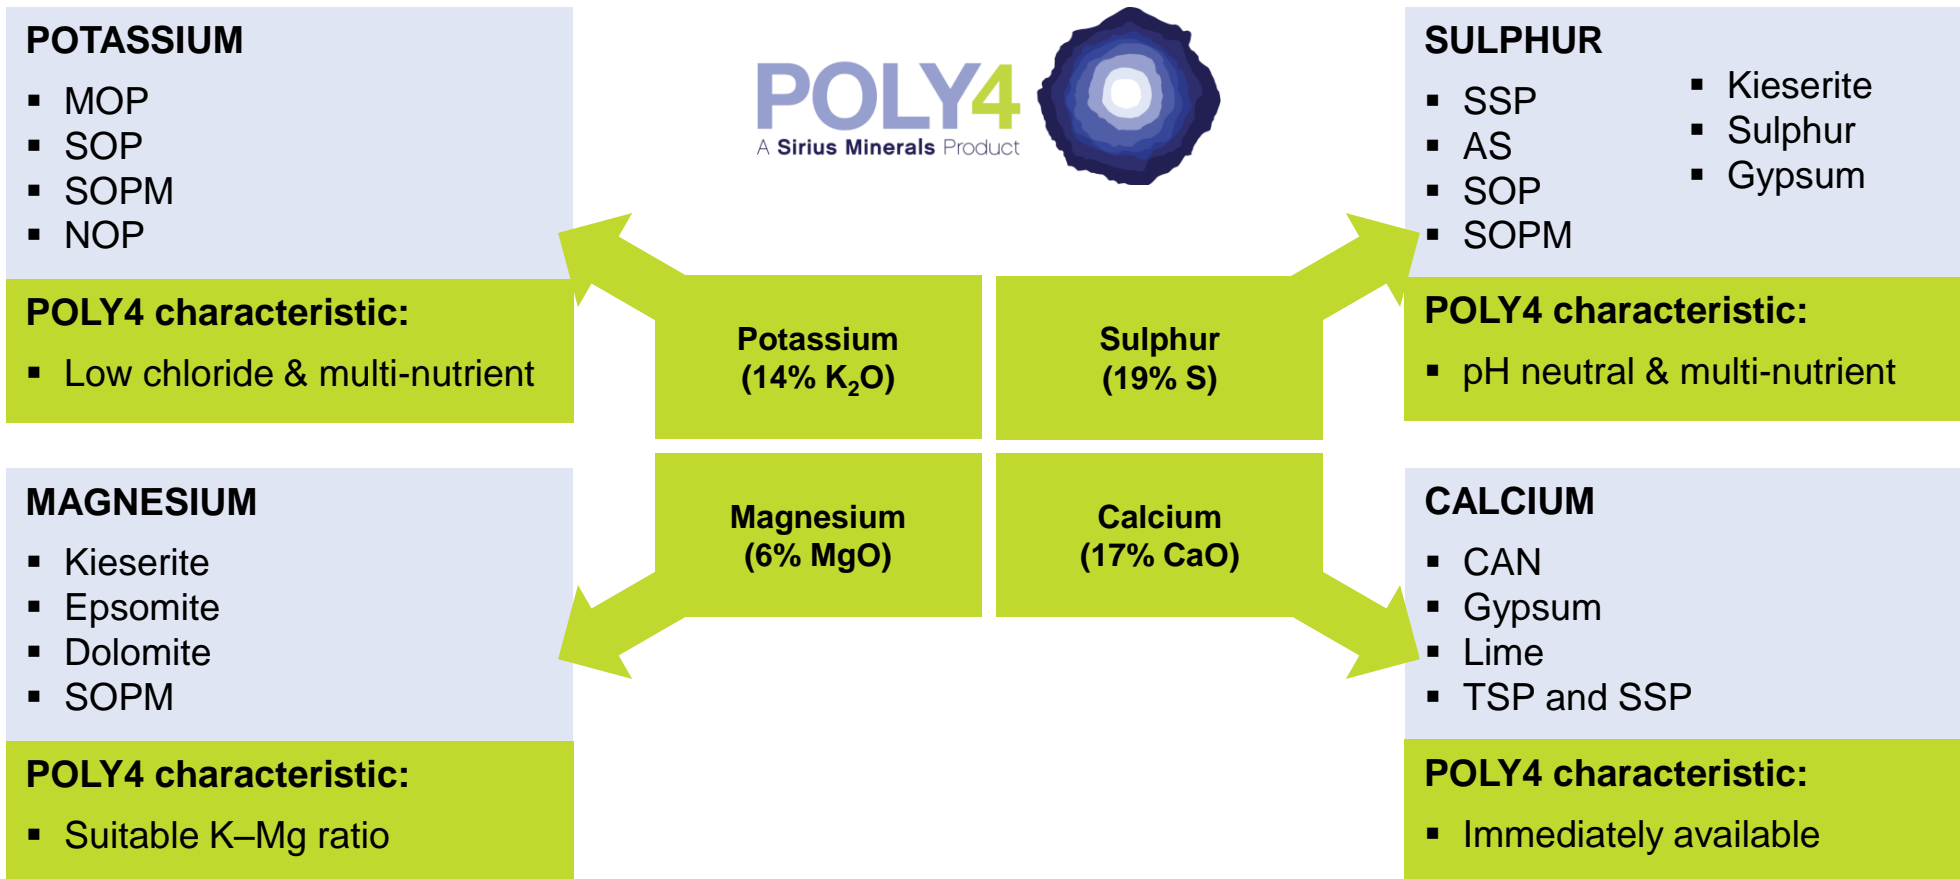 POTASSIUM
▪ MOP
▪ SOP
▪ SOPM
▪ NOP
POLY4 characteristic:
▪ Low chloride & multi-nutrient
POLY4
A Sirius Minerals Product
SULPHUR
▪ SSP
▪ AS
▪ SOP
▪ SOPM
▪ Kieserite
▪ Sulphur
▪ Gypsum
POLY4 characteristic:
▪ pH neutral & multi-nutrient
Potassium
(14% K₂O)
Sulphur
(19% S)
Magnesium
(6% MgO)
Calcium
(17% CaO)
MAGNESIUM
▪ Kieserite
▪ Epsomite
▪ Dolomite
▪ SOPM
POLY4 characteristic:
▪ Suitable K–Mg ratio
CALCIUM
▪ CAN
▪ Gypsum
▪ Lime
▪ TSP and SSP
POLY4 characteristic:
▪ Immediately available